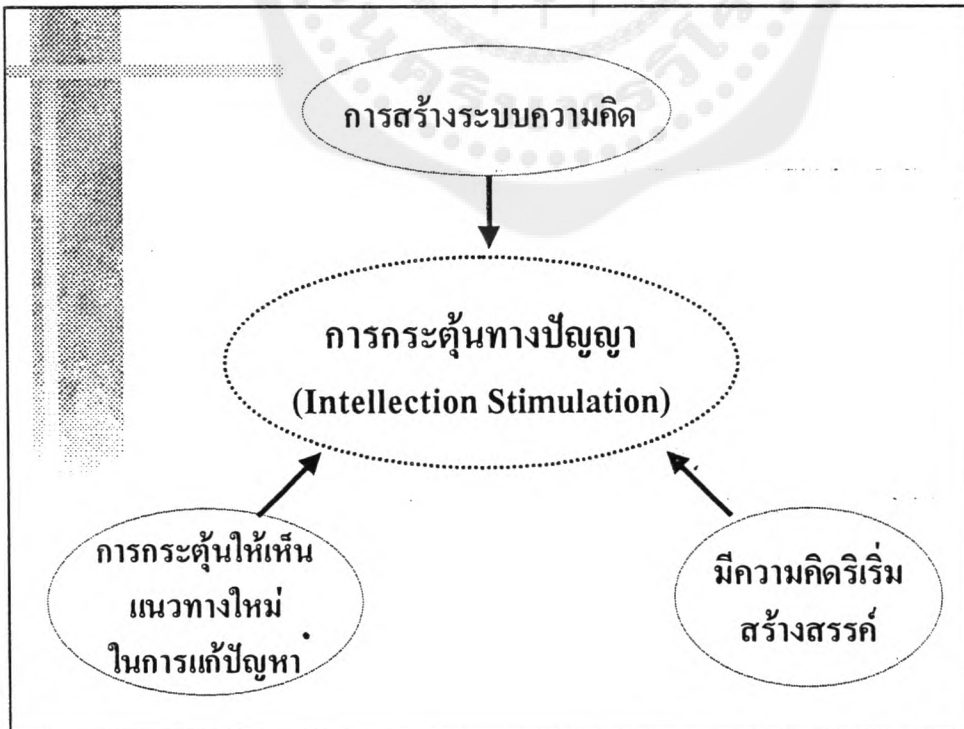 การสร้างระบบความคิด
การกระตุ้นทางปัญญา
(Intellection Stimulation)
การกระตุ้นให้เห็น
แนวทางใหม่
ในการแก้ปัญหา
มีความคิดริเริ่ม
สร้างสรรค์